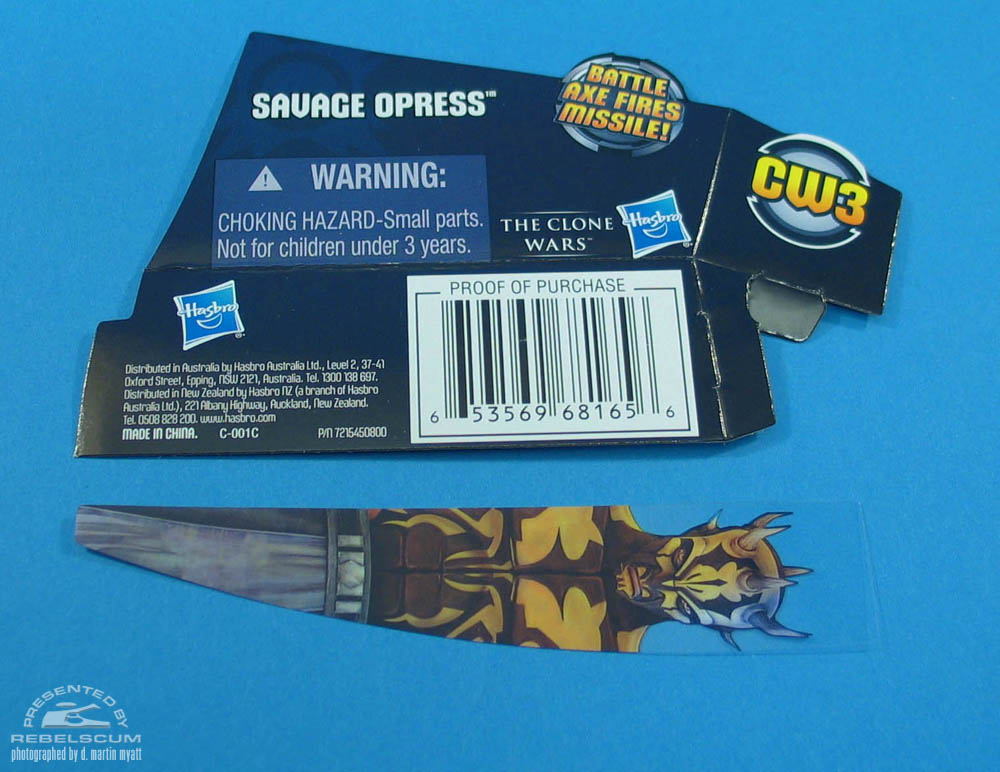 SAVAGE OPRESS™
BATTLE
AXE FIRES
MISSILE!
CW3
WARNING:
CHOKING HAZARD-Small parts.
Not for children under 3 years.
THE CLONE
WARS™
Hasbro
Hasbro
PROOF OF PURCHASE
6 53569 68165 6
Distributed in Australia by Hasbro Australia Ltd., Level 2, 37-41
Oxford Street, Epping, NSW 2121, Australia. Tel. 1300 138 697.
Distributed in New Zealand by Hasbro NZ (a branch of Hasbro
Australia Ltd.), 221 Albany Highway, Auckland, New Zealand.
Tel. 0508 828 200. www.hasbro.com
MADE IN CHINA. C-001C P/N 7215450800
PRESENTED BY
REBELSCUM
photographed by d. martin myatt